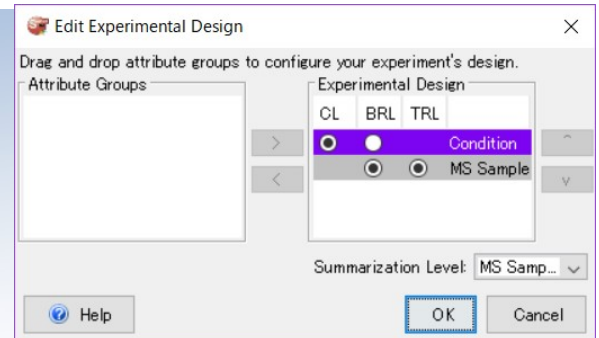 Edit Experimental Design
Drag and drop attribute groups to configure your experiment's design.
Attribute Groups
Experimental Design
CL BRL TRL
> Condition ^
< MS Sample v
Summarization Level: MS Samp...
Help OK Cancel